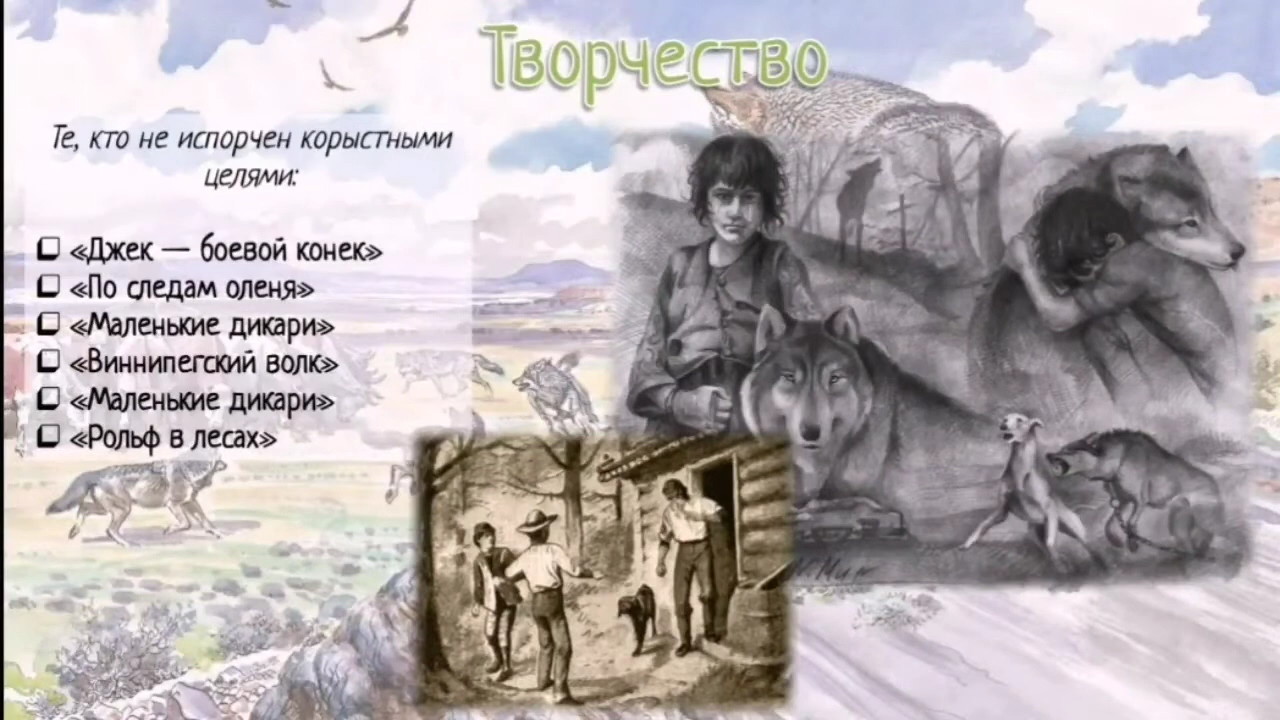 Творчество
Те, кто не испорчен корыстными
целями:
«Джек — боевой конек»
«По следам оленя»
«Маленькие дикари»
«Виннипегский волк»
«Маленькие дикари»
«Рольф в лесах»